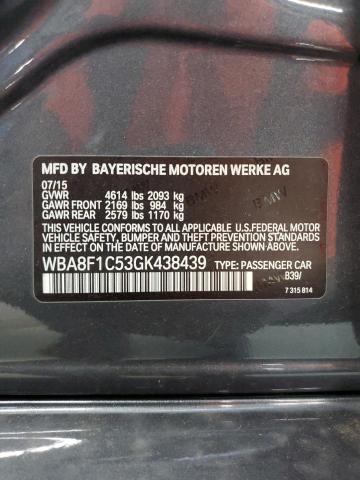 MFD BY BAYERISCHE MOTOREN WERKE AG
07/15
GVWR 4614 lbs 2093 kg
GAWR FRONT 2169 lbs 984 kg
GAWR REAR 2579 lbs 1170 kg
THIS VEHICLE CONFORMS TO ALL APPLICABLE
U.S.FEDERAL MOTOR
VEHICLE SAFETY, BUMPER AND THEFT
PREVENTION STANDARDS IN EFFECT ON THE
DATE OF MANUFACTURE SHOWN ABOVE.
WBA8F1C53GK438439 TYPE: PASSENGER CAR
839/
7 315 814